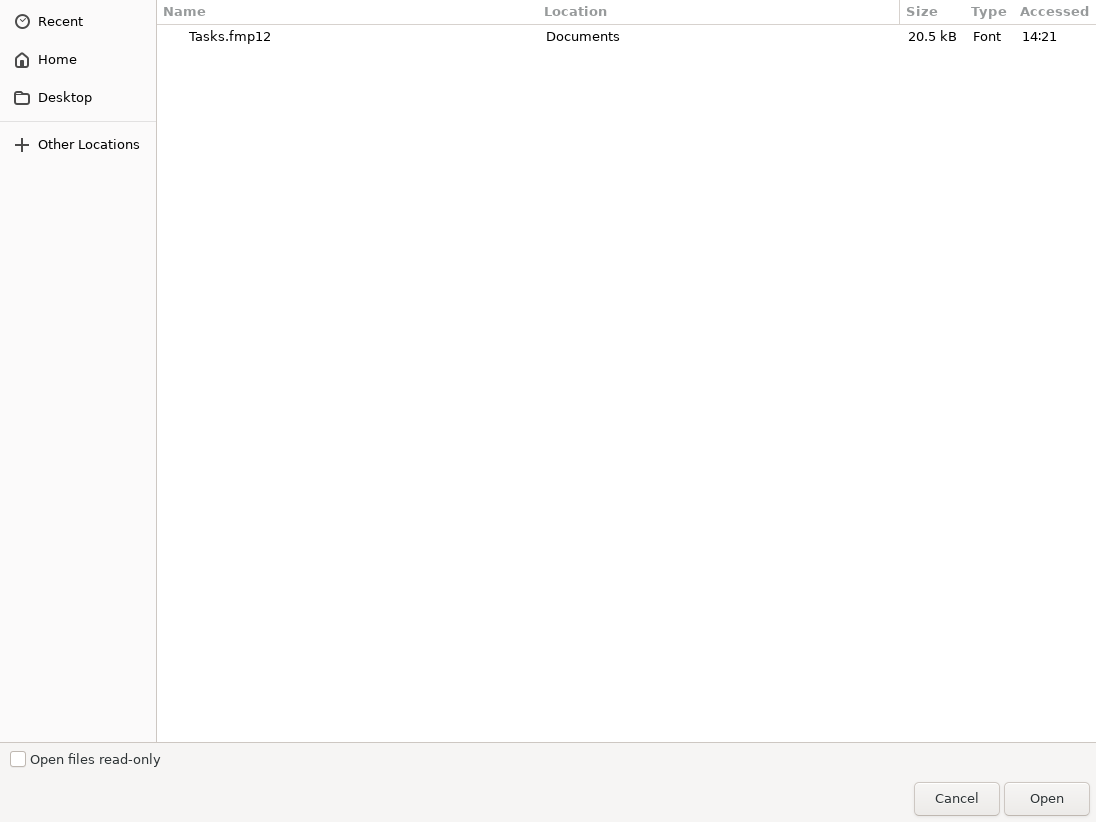 Recent
Home
Desktop
Other Locations
Name Location Size Type Accessed
Tasks.fmp12 Documents 20.5 kB Font 14:21
Open files read-only
Cancel Open